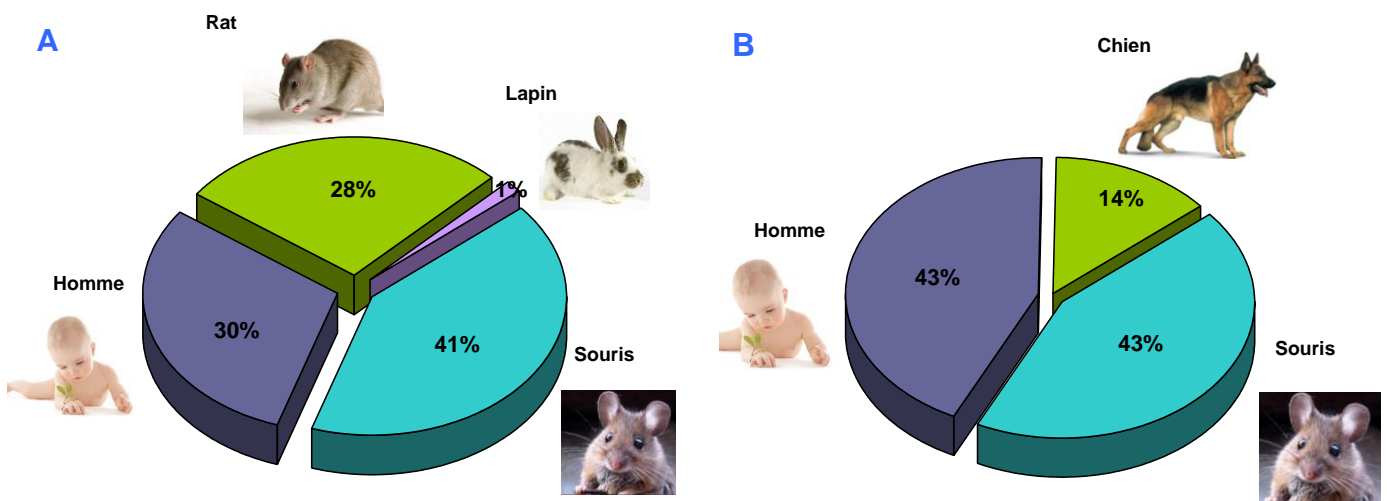 A
Rat
Lapin
28%
1%
Homme
30%
41%
Souris
B
Chien
14%
Homme
43%
43%
Souris